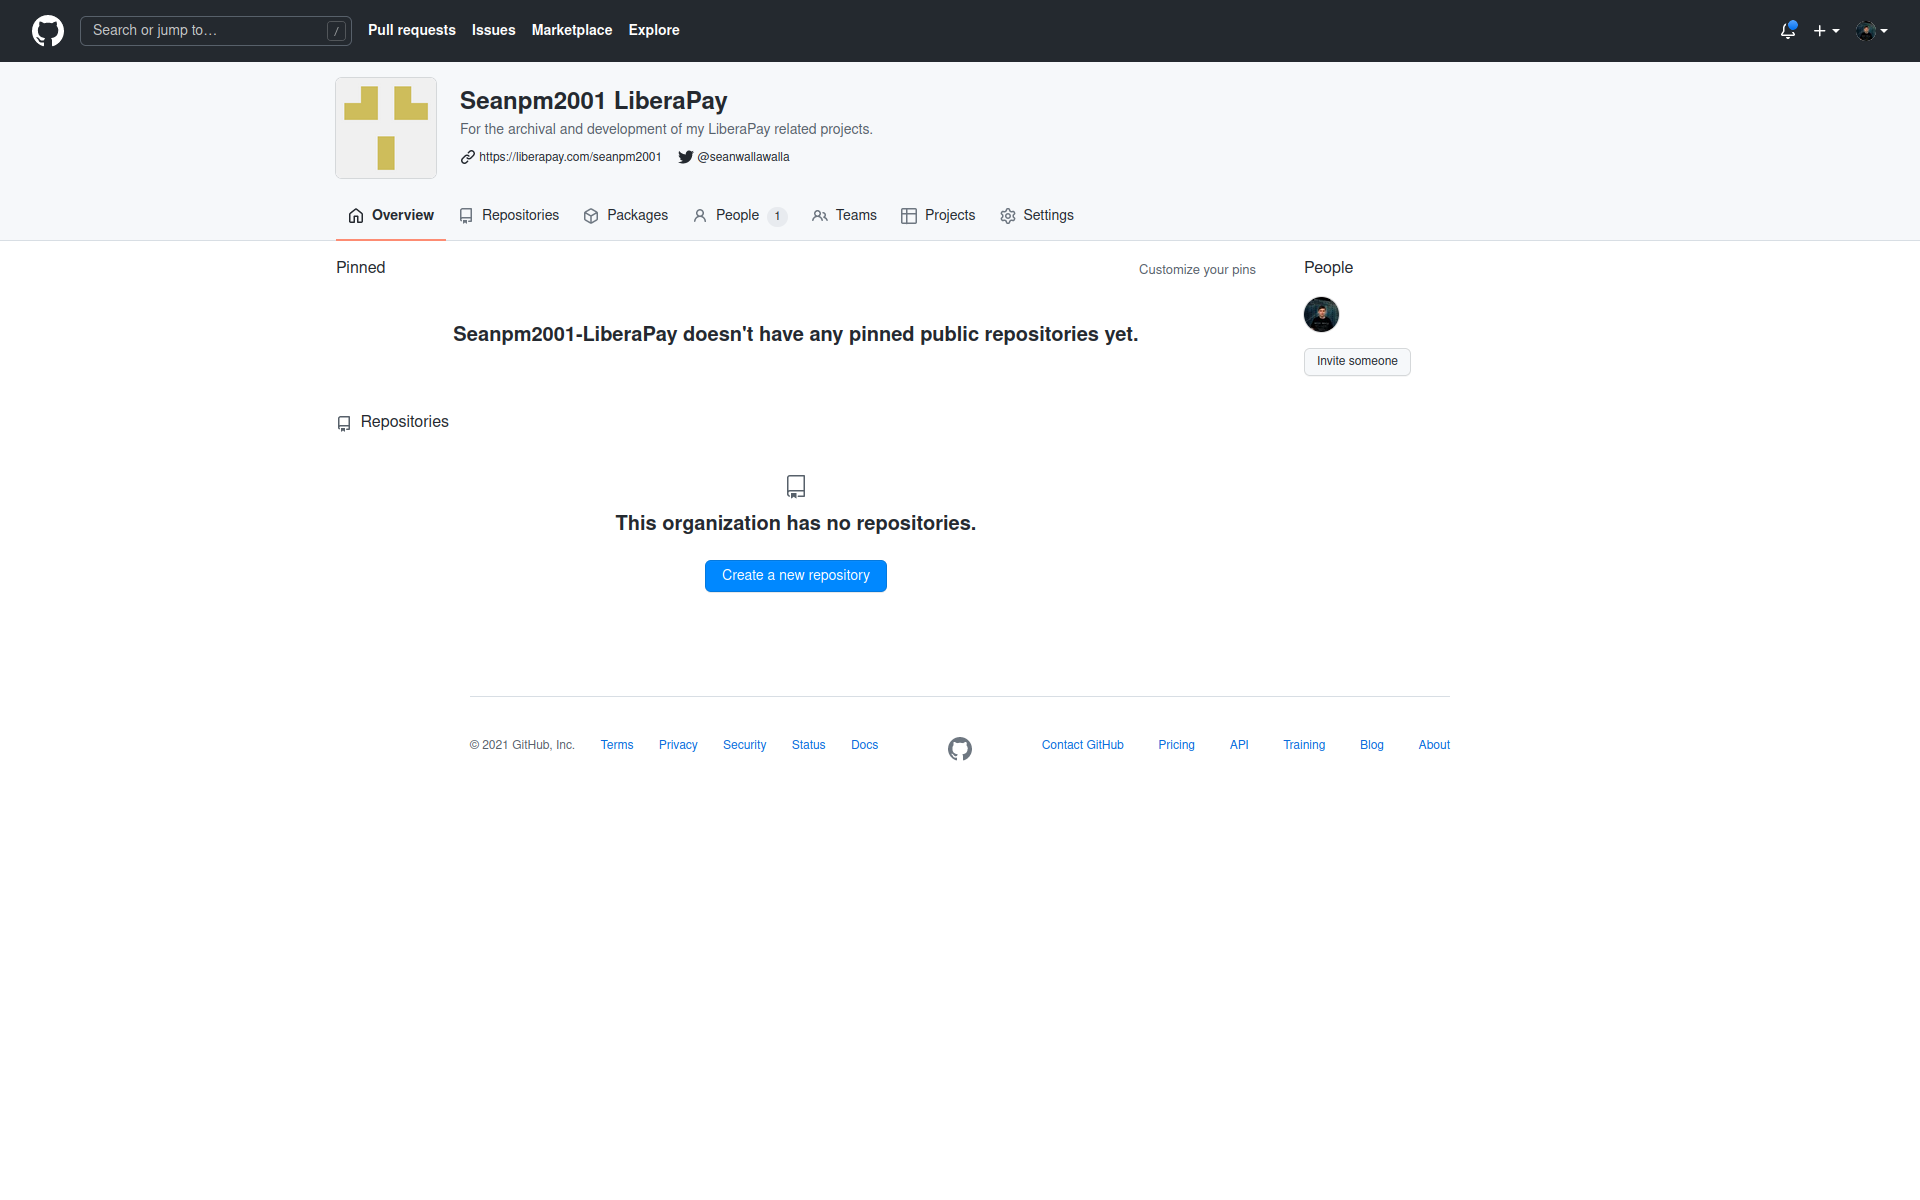 Search or jump to… /
Pull requests Issues Marketplace Explore
Seanpm2001 LiberaPay
For the archival and development of my LiberaPay related projects.
https://liberapay.com/seanpm2001 @seanwallawalla
Overview Repositories Packages People 1 Teams Projects Settings
Pinned
Customize your pins
Seanpm2001-LiberaPay doesn't have any pinned public repositories yet.
People
Invite someone
Repositories
This organization has no repositories.
Create a new repository
© 2021 GitHub, Inc. Terms Privacy Security Status Docs Contact GitHub Pricing API Training Blog About